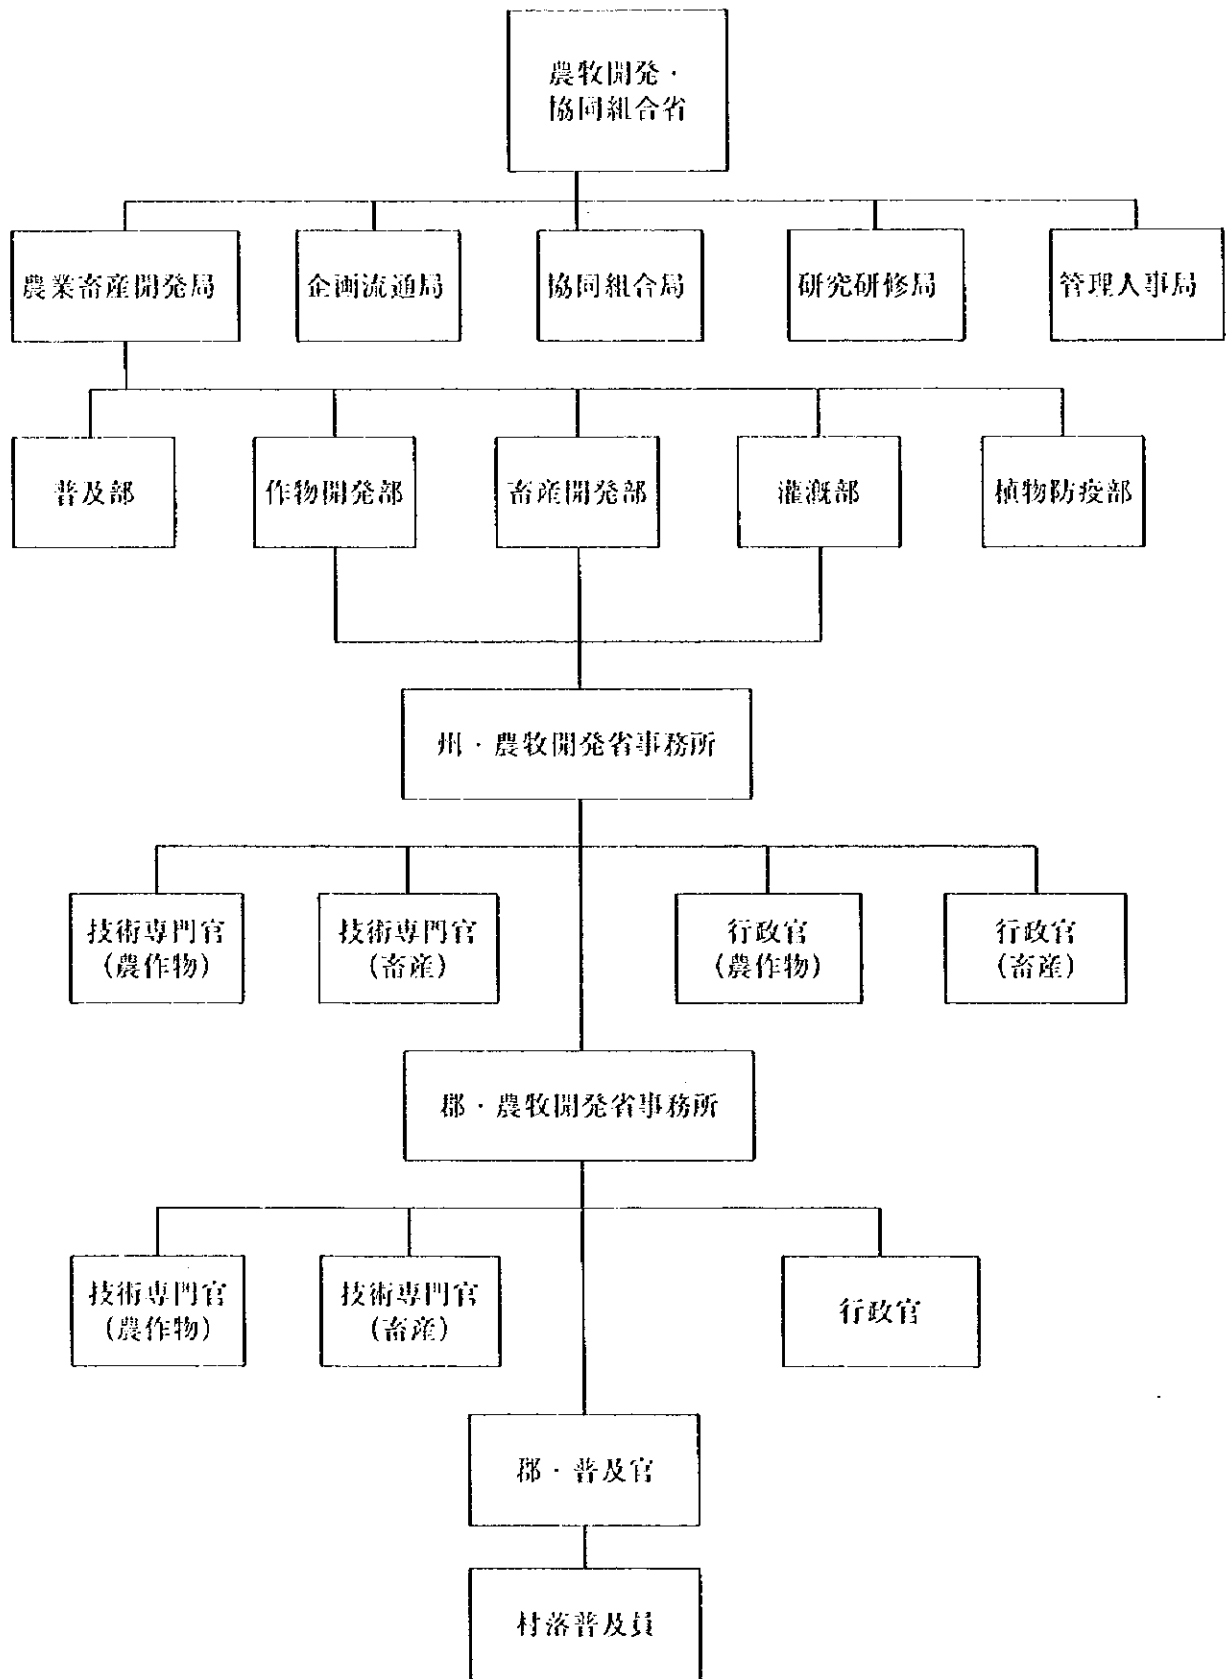 農牧開発・
協同組合省
農業畜産開発局
企画流通局
協同組合局
研究研修局
管理人事局
普及部
作物開発部
畜産開発部
灌漑部
植物防疫部
州・農牧開発省事務所
技術専門官
(農作物)
技術専門官
(畜産)
行政官
(農作物)
行政官
(畜産)
郡・農牧開発省事務所
技術専門官
(農作物)
技術専門官
(畜産)
行政官
郡・普及官
村落普及員